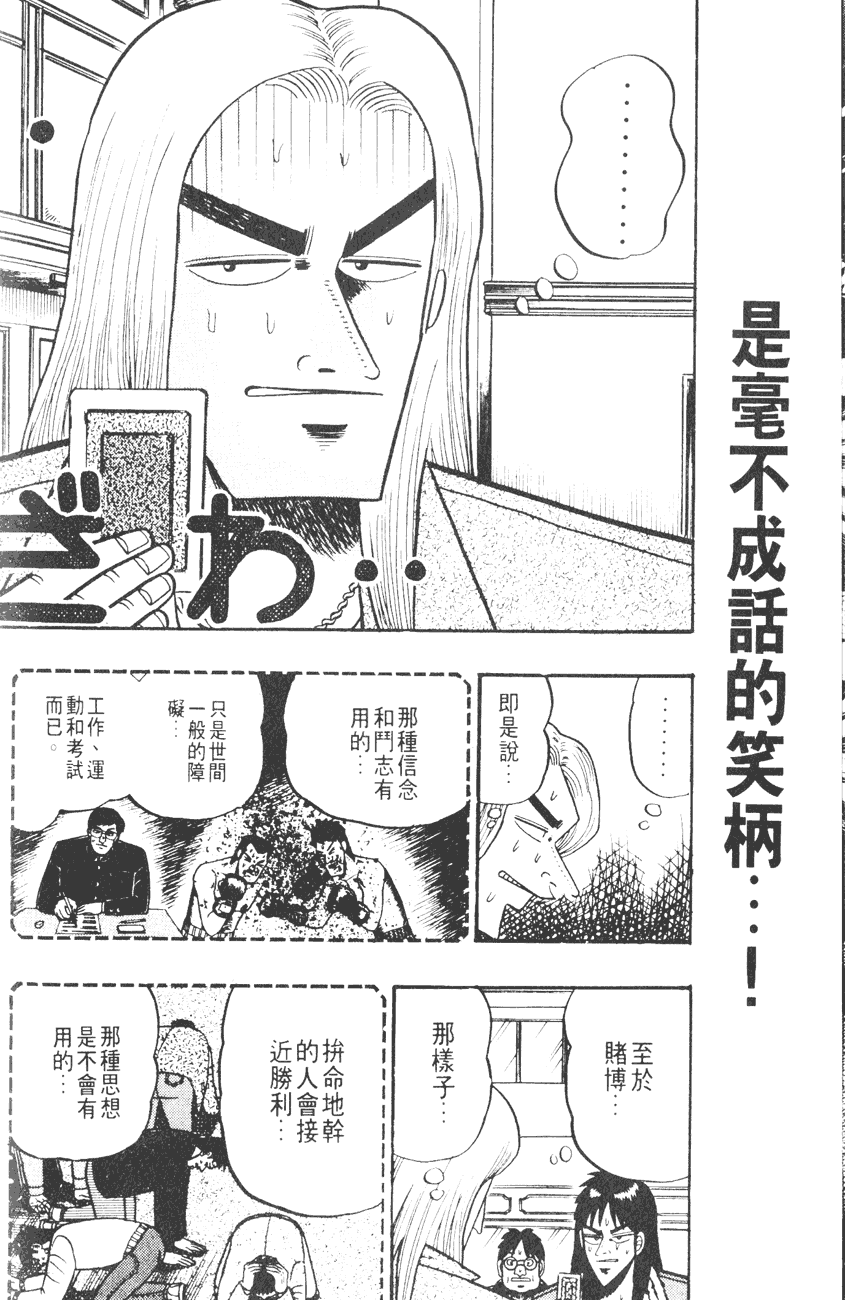 是毫不成話的笑柄…！
………
ざわ‥
………
即是說…
那種信念
和鬥志有
用的…
只是世間
一般的障
礙…
工作、運
動和考試
而已。
至於
賭博…
那樣子…
拚命地幹
的人會接
近勝利…
那種思想
是不會有
用的…